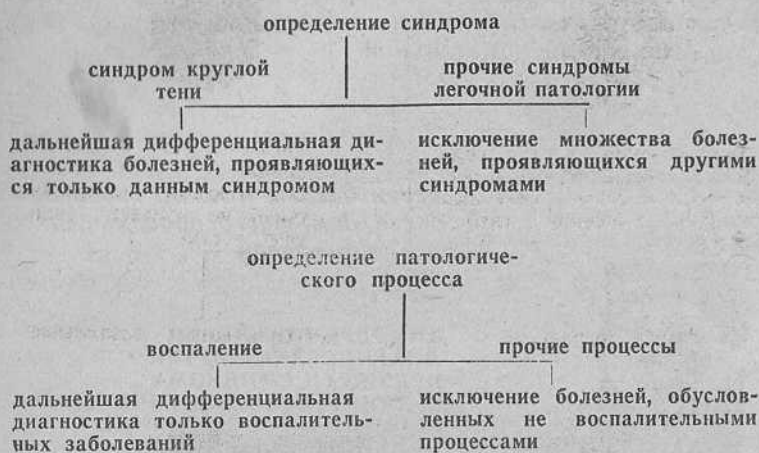 определение синдрома
синдром круглой
тени
прочие синдромы
легочной патологии
дальнейшая дифференциальная ди-
агностика болезней, проявляющих-
ся только данным синдромом
исключение множества болез-
ней, проявляющихся другими
синдромами
определение патологиче-
ского процесса
воспаление
прочие процессы
дальнейшая дифференциальная
диагностика только воспалитель-
ных заболеваний
исключение болезней, обуслов-
ленных не воспалительными
процессами